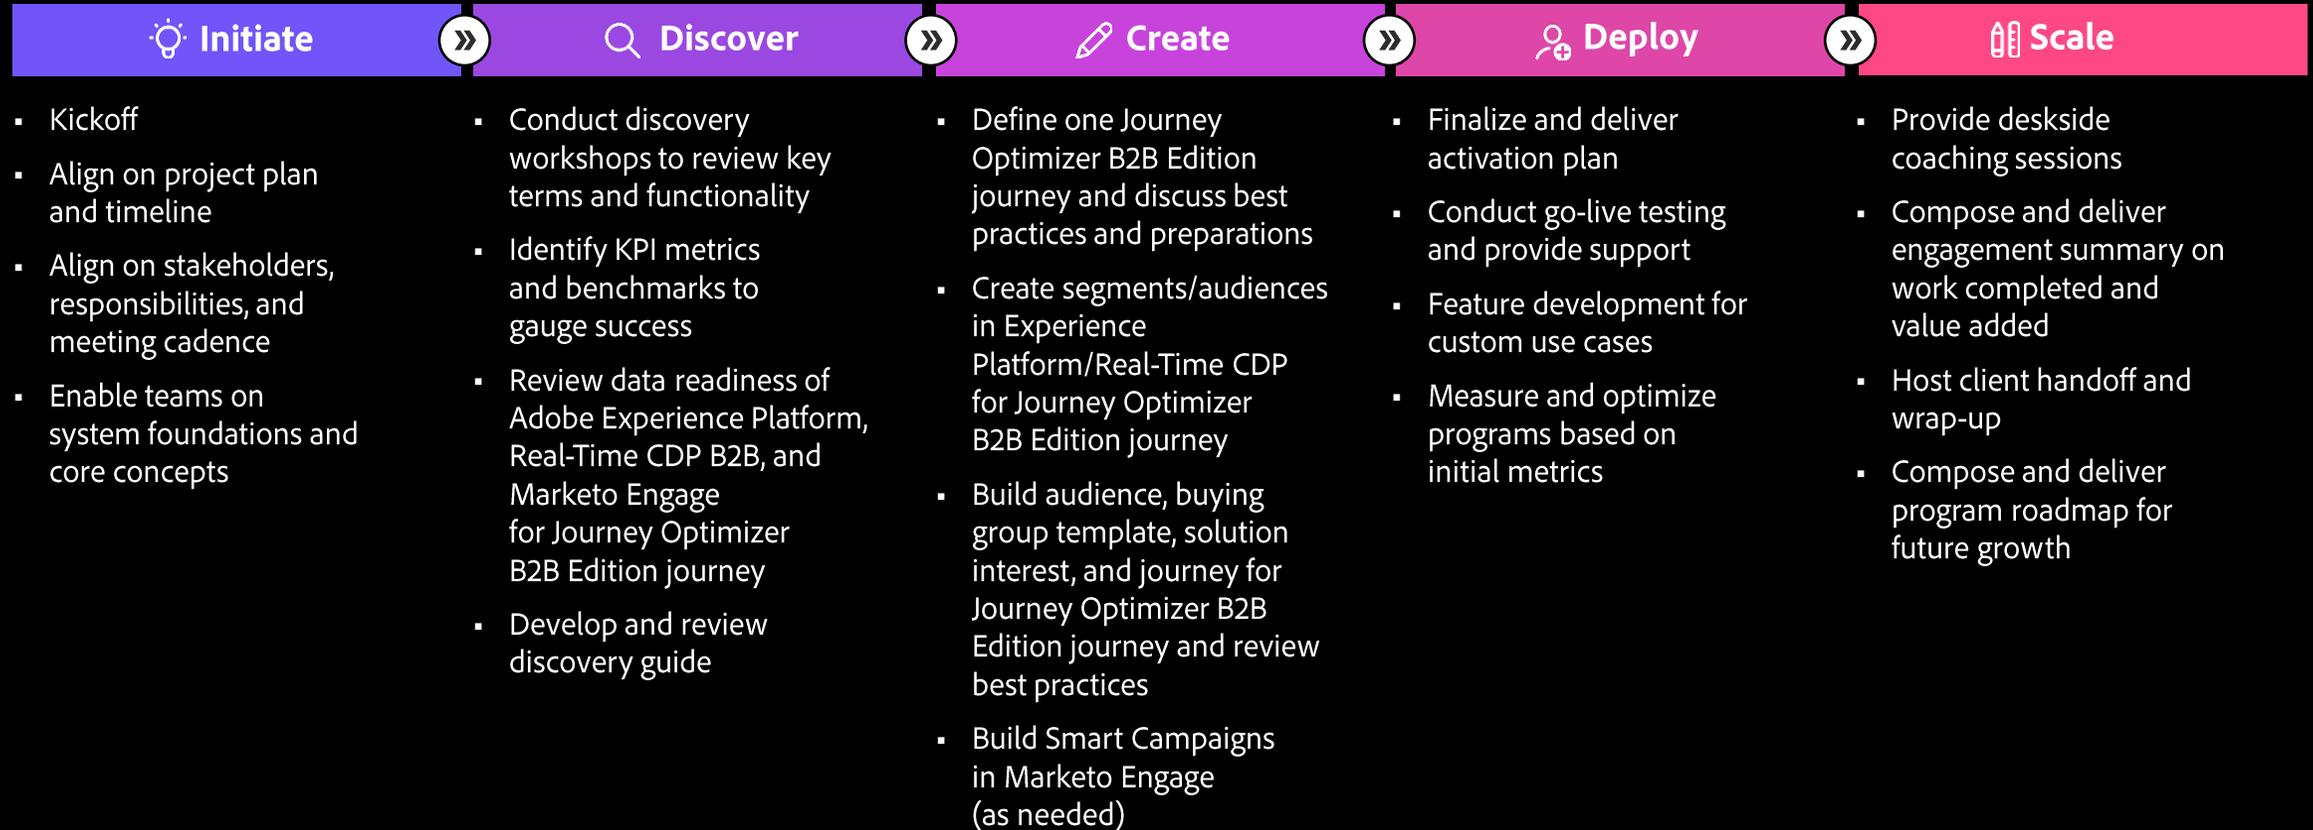 Initiate
Kickoff
Align on project plan
and timeline
Align on stakeholders,
responsibilities, and
meeting cadence
Enable teams on
system foundations and
core concepts
Discover
Conduct discovery
workshops to review key
terms and functionality
Identify KPI metrics
and benchmarks to
gauge success
Review data readiness of
Adobe Experience Platform,
Real-Time CDP B2B, and
Marketo Engage
for Journey Optimizer
B2B Edition journey
Develop and review
discovery guide
Create
Define one Journey
Optimizer B2B Edition
journey and discuss best
practices and preparations
Create segments/audiences
in Experience
Platform/Real-Time CDP
for Journey Optimizer
B2B Edition journey
Build audience, buying
group template, solution
interest, and journey for
Journey Optimizer B2B
Edition journey and review
best practices
Build Smart Campaigns
in Marketo Engage
(as needed)
Deploy
Finalize and deliver
activation plan
Conduct go-live testing
and provide support
Feature development for
custom use cases
Measure and optimize
programs based on
initial metrics
Scale
Provide deskside
coaching sessions
Compose and deliver
engagement summary on
work completed and
value added
Host client handoff and
wrap-up
Compose and deliver
program roadmap for
future growth